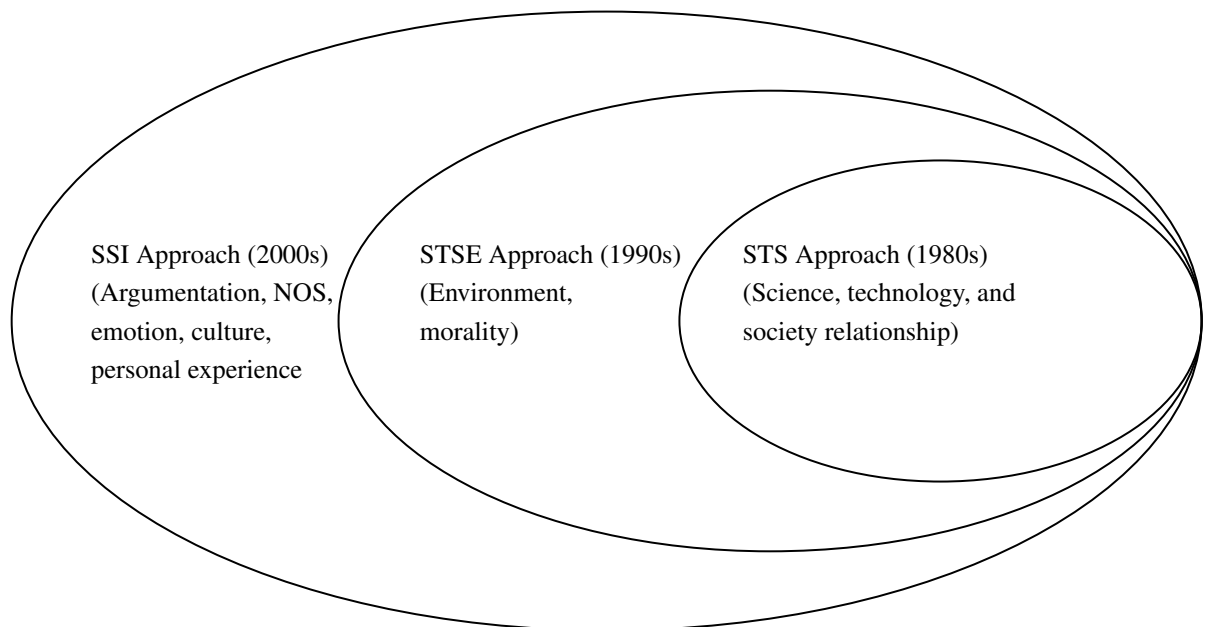 SSI Approach (2000s)
(Argumentation, NOS,
emotion, culture,
personal experience
STSE Approach (1990s)
(Environment,
morality)
STS Approach (1980s)
(Science, technology, and
society relationship)